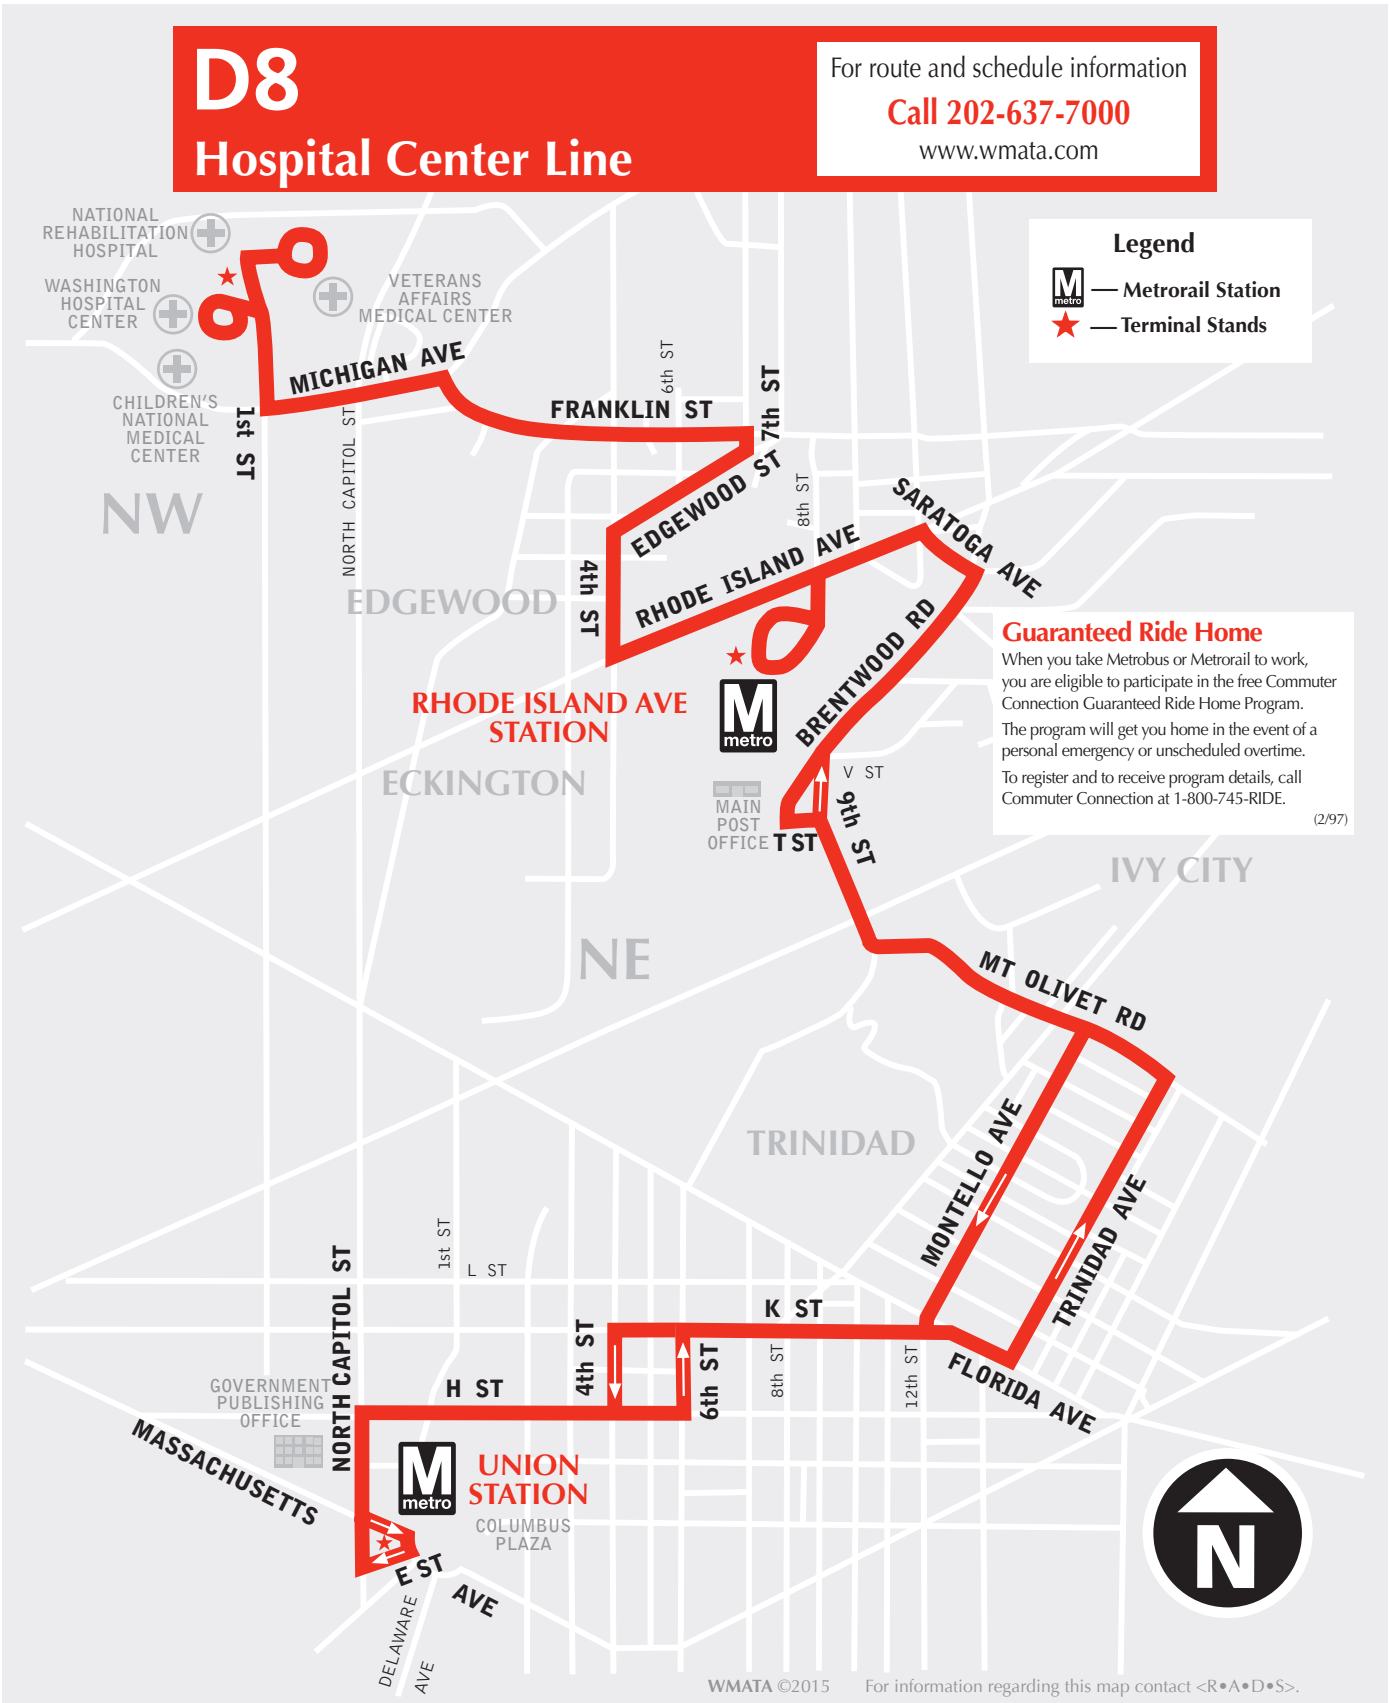 D8
Hospital Center Line
For route and schedule information
Call 202-637-7000
www.wmata.com
Legend
M
metro
Metrorail Station
Terminal Stands
NATIONAL
REHABILITATION
HOSPITAL
WASHINGTON
HOSPITAL
CENTER
VETERANS
AFFAIRS
MEDICAL CENTER
CHILDREN'S
NATIONAL
MEDICAL
CENTER
MICHIGAN AVE
1st ST
NORTH CAPITOL ST
FRANKLIN ST
6th ST
7th ST
EDGEWOOD ST
8th ST
SARATOGA AVE
NW
EDGEWOOD
4th ST
RHODE ISLAND AVE
BRENTWOOD RD
RHODE ISLAND AVE
STATION
M
metro
ECKINGTON
MAIN
POST
OFFICE
V ST
9th ST
T ST
Guaranteed Ride Home
When you take Metrobus or Metrorail to work,
you are eligible to participate in the free Commuter
Connection Guaranteed Ride Home Program.
The program will get you home in the event of a
personal emergency or unscheduled overtime.
To register and to receive program details, call
Commuter Connection at 1-800-745-RIDE.
(2/97)
IVY CITY
NE
MT OLIVET RD
TRINIDAD
MONTELLO AVE
TRINIDAD AVE
1st ST
L ST
NORTH CAPITOL ST
K ST
4th ST
6th ST
8th ST
12th ST
FLORIDA AVE
H ST
GOVERNMENT
PUBLISHING
OFFICE
MASSACHUSETTS
M
metro
UNION
STATION
COLUMBUS
PLAZA
E ST
AVE
DELAWARE
AVE
N
WMATA ©2015 For information regarding this map contact <R•A•D•S>.